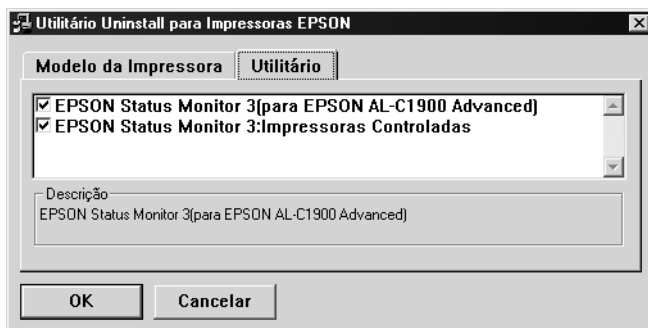 Utilitário Uninstall para Impressoras EPSON
Modelo da Impressora
Utilitário
EPSON Status Monitor 3(para EPSON AL-C1900 Advanced)
EPSON Status Monitor 3:Impressoras Controladas
Descrição
EPSON Status Monitor 3(para EPSON AL-C1900 Advanced)
OK
Cancelar